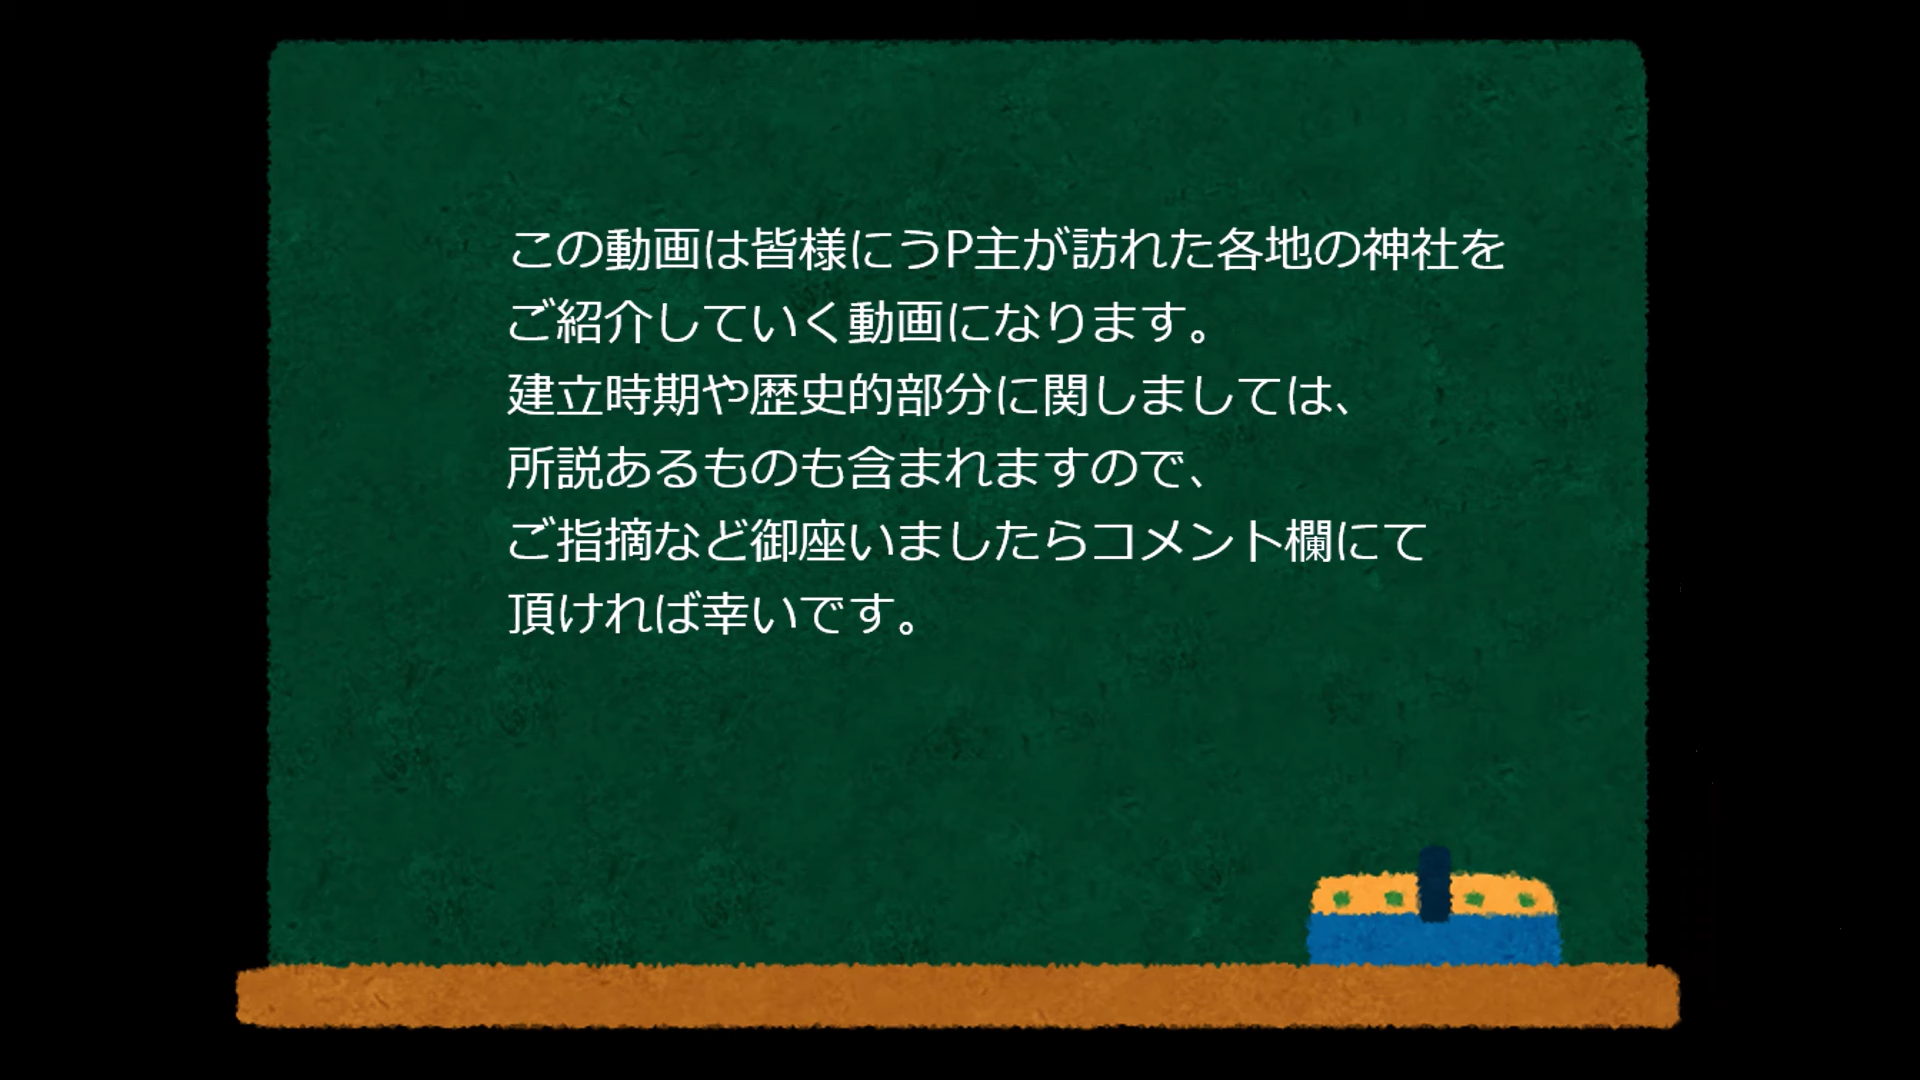 この動画は皆様にうP主が訪れた各地の神社を
ご紹介していく動画になります。
建立時期や歴史的部分に関しましては、
所説あるものも含まれますので、
ご指摘など御座いましたらコメント欄にて
頂ければ幸いです。